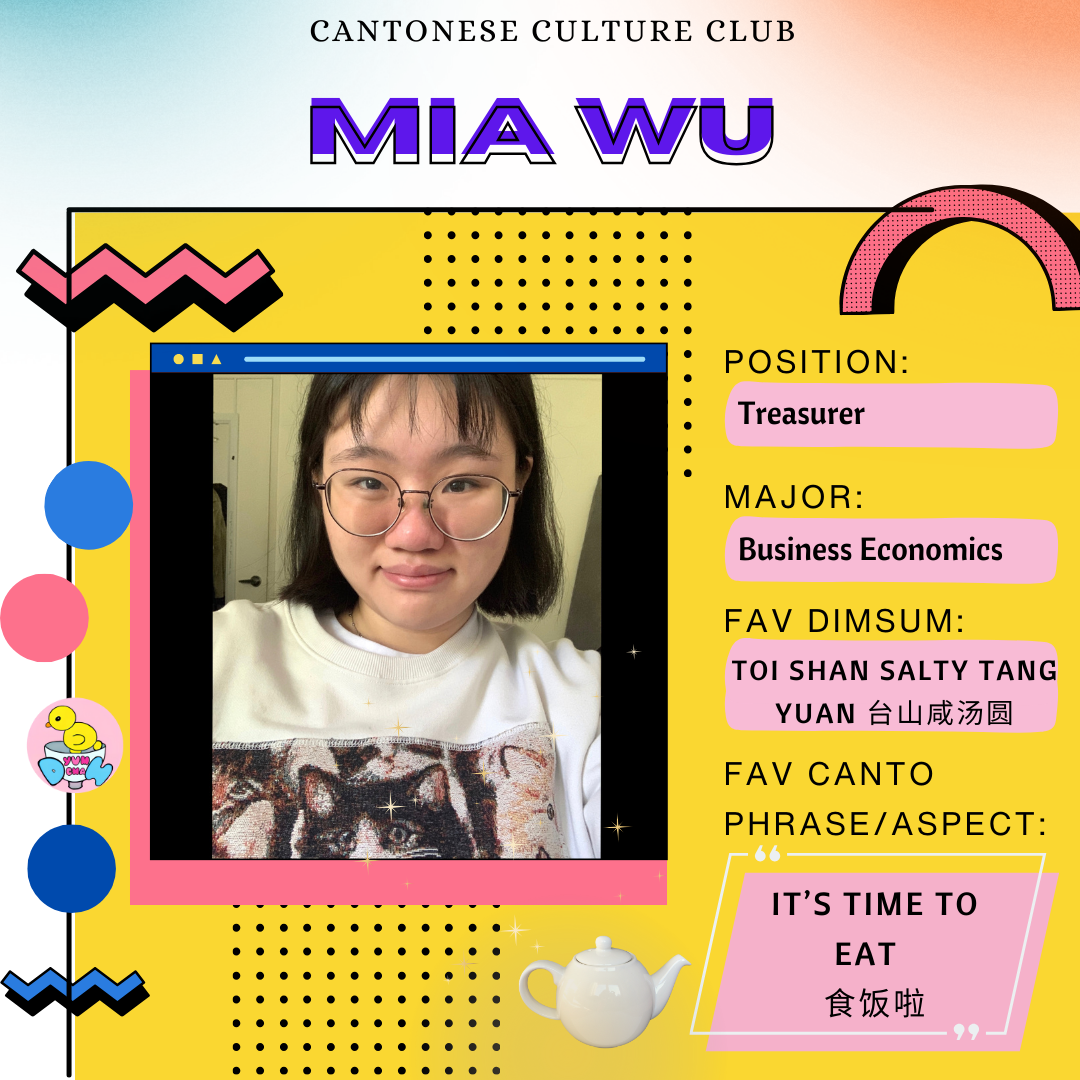 CANTONESE CULTURE CLUB
MIA WU
POSITION:
Treasurer
MAJOR:
Business Economics
FAV DIMSUM:
TOI SHAN SALTY TANG
YUAN 台山咸汤圆
FAV CANTO
PHRASE/ASPECT:
“
IT’S TIME TO
EAT
食饭啦
”
YUM
CHA